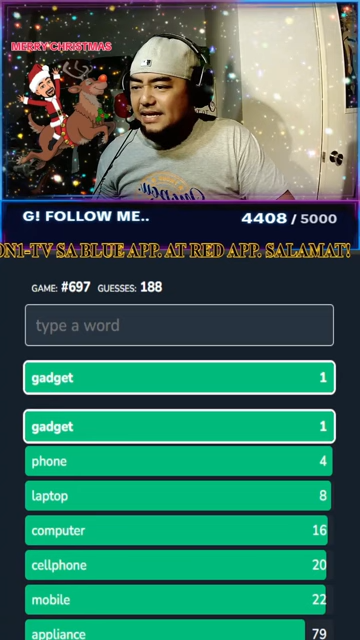 MERRY CHRISTMAS
G! FOLLOW ME.. 4408 / 5000
ON1-TV SA BLUE APP. AT RED APP. SALAMAT!
GAME: #697 GUESSES: 188
type a word
gadget 1
gadget 1
phone 4
laptop 8
computer 16
cellphone 20
mobile 22
appliance 79